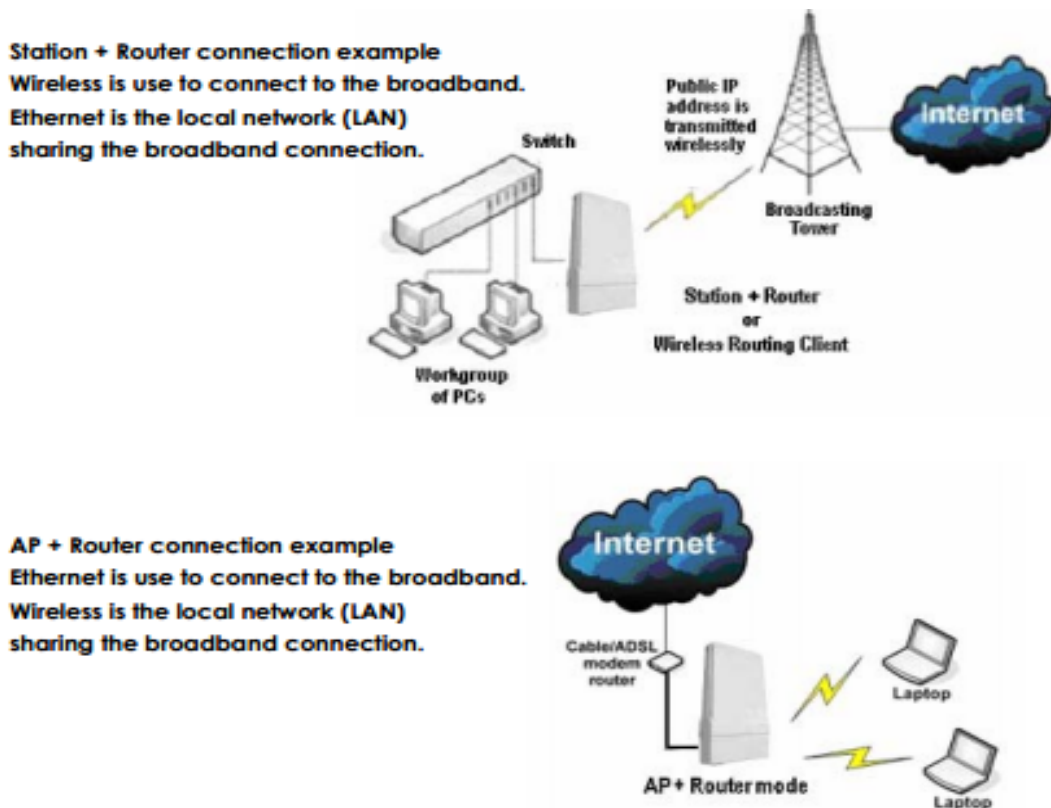 Station + Router connection example
Wireless is use to connect to the broadband.
Ethernet is the local network (LAN)
sharing the broadband connection.
Switch
Public IP
address is
transmitted
wirelessly
Internet
Broadcasting
Tower
Station + Router
or
Wireless Routing Client
Workgroup
of PCs
AP + Router connection example
Ethernet is use to connect to the broadband.
Wireless is the local network (LAN)
sharing the broadband connection.
Internet
Cable/ADSL
modem
router
Laptop
AP + Router mode
Laptop